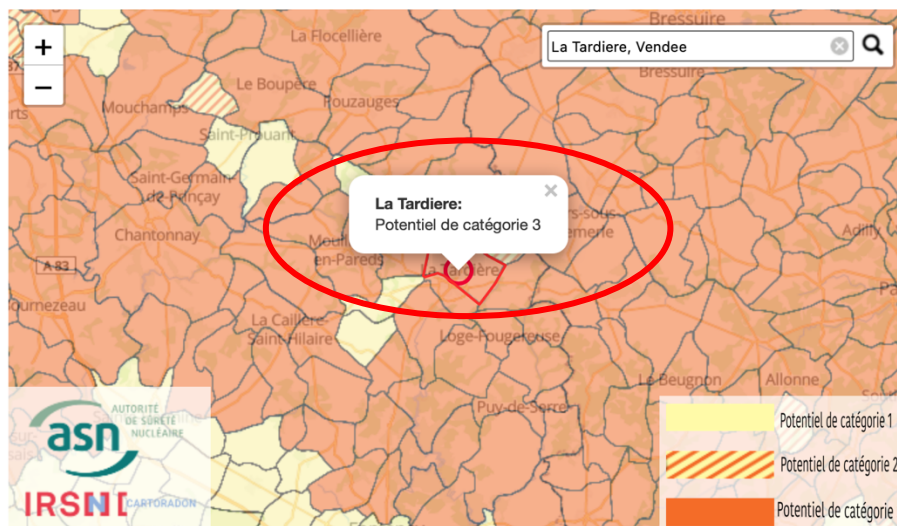 +
−
La Tardiere, Vendee
Bressuire
La Flocellière
Bressuire
Le Boupère
Pouzauges
Mouchamps
Saint-Prouant
Saint-Germain-
de-Prinçay
La Tardiere:
Potentiel de catégorie 3
Chantonnay
en-Pareds
Adilly
A 83
La Tardière
La Caillère-
Saint-Hilaire
Loge-Fougereuse
Le Beugnon
Allonne
Puy-de-Serre
asn
AUTORITÉ
DE SÛRETÉ
NUCLÉAIRE
IRSN
CARTORADON
Potentiel de catégorie 1
Potentiel de catégorie 2
Potentiel de catégorie